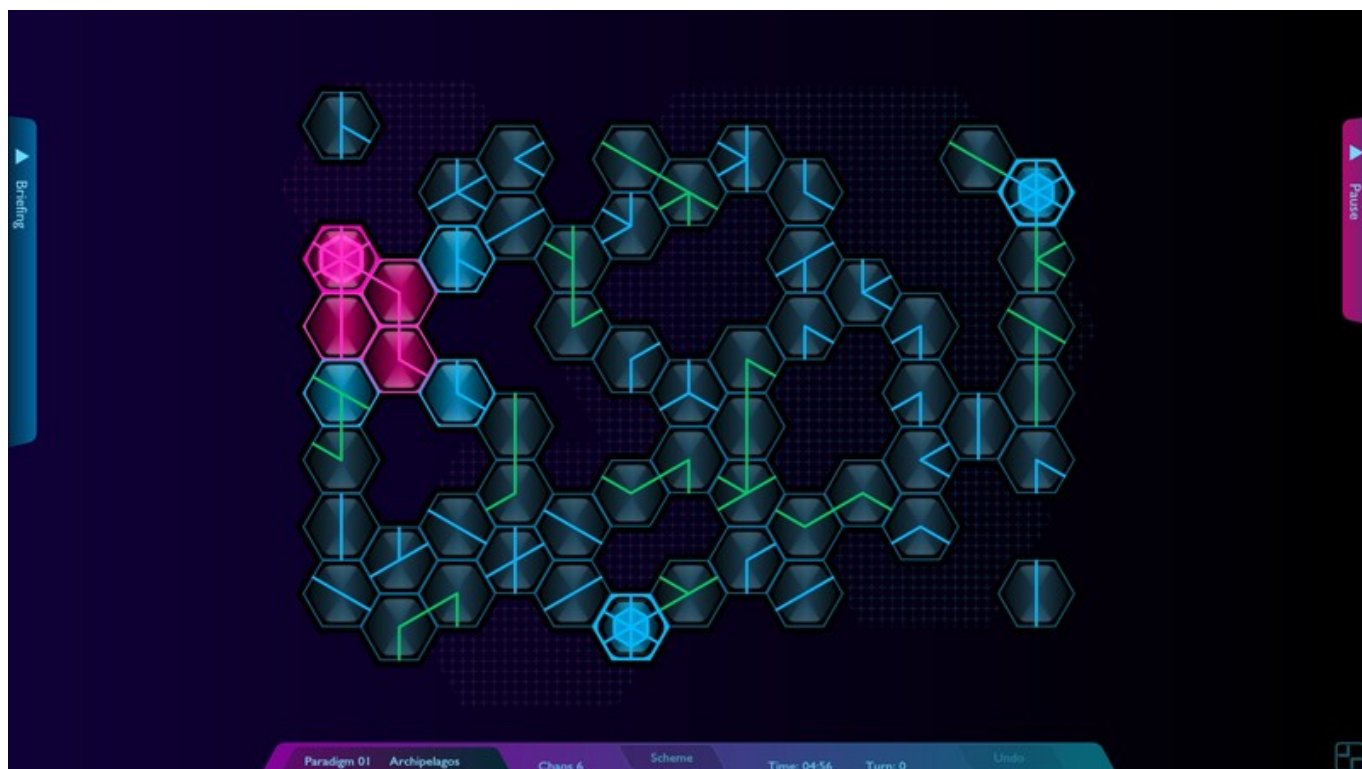 Briefing
Pause
Paradigm 01 Archipelagos
Chaos 6
Scheme
Time: 04:56
Turn: 0
Undo